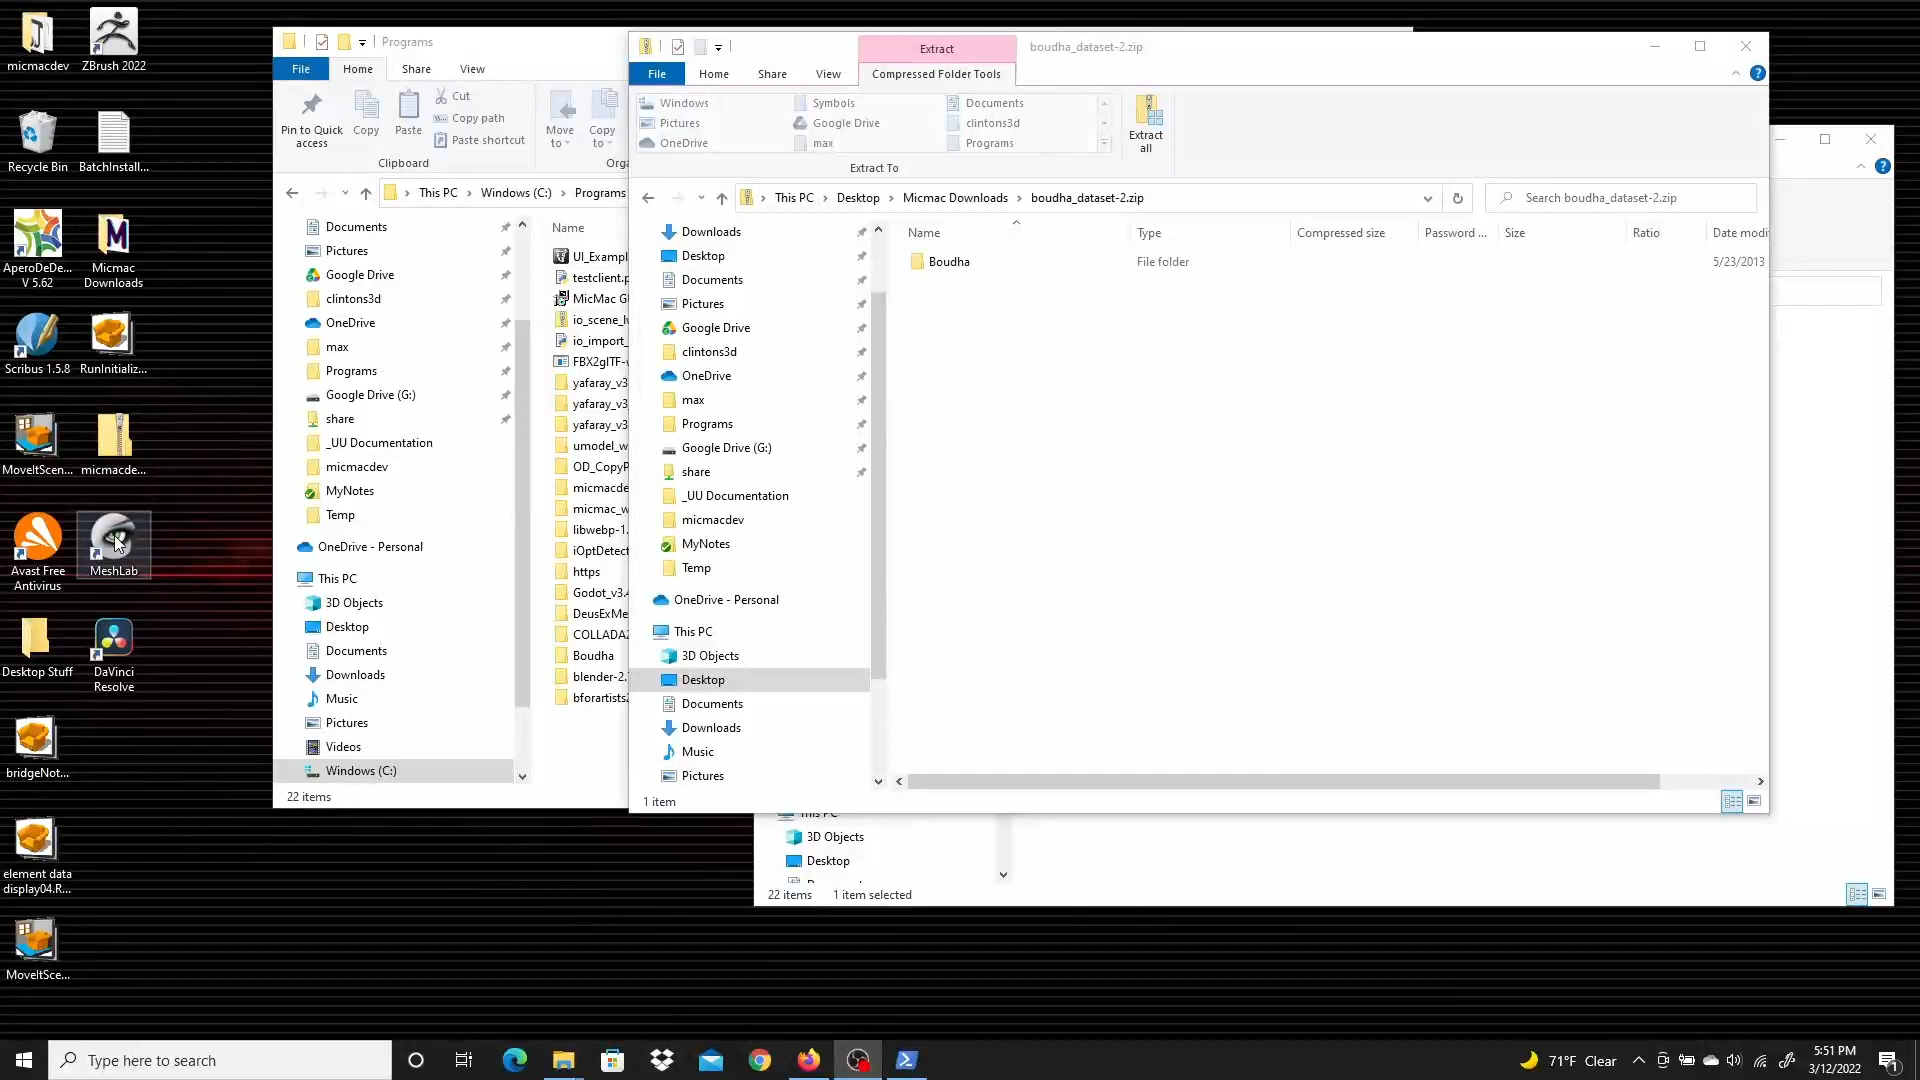 micmacdev
ZBrush 2022
Recycle Bin
BatchInstall...
AperoDeDe...
V 5.62
Micmac
Downloads
Scribus 1.5.8
RunInitializ...
MoveItScen...
micmacde...
Avast Free
Antivirus
MeshLab
Desktop Stuff
DaVinci
Resolve
bridgeNot...
element data
display04.R...
MoveItSce...
Programs
File
Home
Share
View
Pin to Quick
access
Copy
Paste
Cut
Copy path
Paste shortcut
Move
to
Copy
to
Clipboard
Orga
This PC
Windows (C:)
Programs
Documents
Pictures
Google Drive
clintons3d
OneDrive
max
Programs
Google Drive (G:)
share
_UU Documentation
micmacdev
MyNotes
Temp
OneDrive - Personal
This PC
3D Objects
Desktop
Documents
Downloads
Music
Pictures
Videos
Windows (C:)
22 items
Name
UI_Exampl
testclient.p
MicMac G
io_scene_l
io_import_
FBX2glTF-
yafaray_v3
yafaray_v3
yafaray_v3
umodel_w
OD_CopyP
micmacde
micmac_w
libwebp-1.
iOptDetect
https
Godot_v3.4
DeusExMe
COLLADA2
Boudha
blender-2.
bforartists2
Extract
boudha_dataset-2.zip
File
Home
Share
View
Compressed Folder Tools
Windows
Symbols
Documents
Pictures
Google Drive
clintons3d
OneDrive
max
Programs
Extract To
Extract
all
This PC
Desktop
Micmac Downloads
boudha_dataset-2.zip
Search boudha_dataset-2.zip
Downloads
Desktop
Documents
Pictures
Google Drive
clintons3d
OneDrive
max
Programs
Google Drive (G:)
share
_UU Documentation
micmacdev
MyNotes
Temp
OneDrive - Personal
This PC
3D Objects
Desktop
Documents
Downloads
Music
Pictures
1 item
Name
Type
Compressed size
Password ...
Size
Ratio
Date modi
Boudha
File folder
5/23/2013
This PC
3D Objects
Desktop
22 items
1 item selected
Type here to search
71°F Clear
5:51 PM
3/12/2022
1